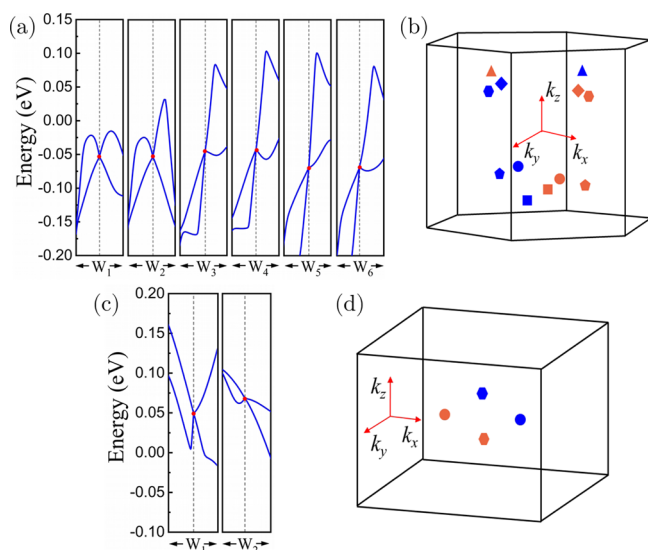 (a)
Energy (eV)
0.15
0.10
0.05
0.00
-0.05
-0.10
-0.15
-0.20
W1 W2 W3 W4 W5 W6
(b)
kz
ky
kx
(c)
Energy (eV)
0.20
0.15
0.10
0.05
0.00
-0.05
-0.10
W1 W2
(d)
kz
ky
kx